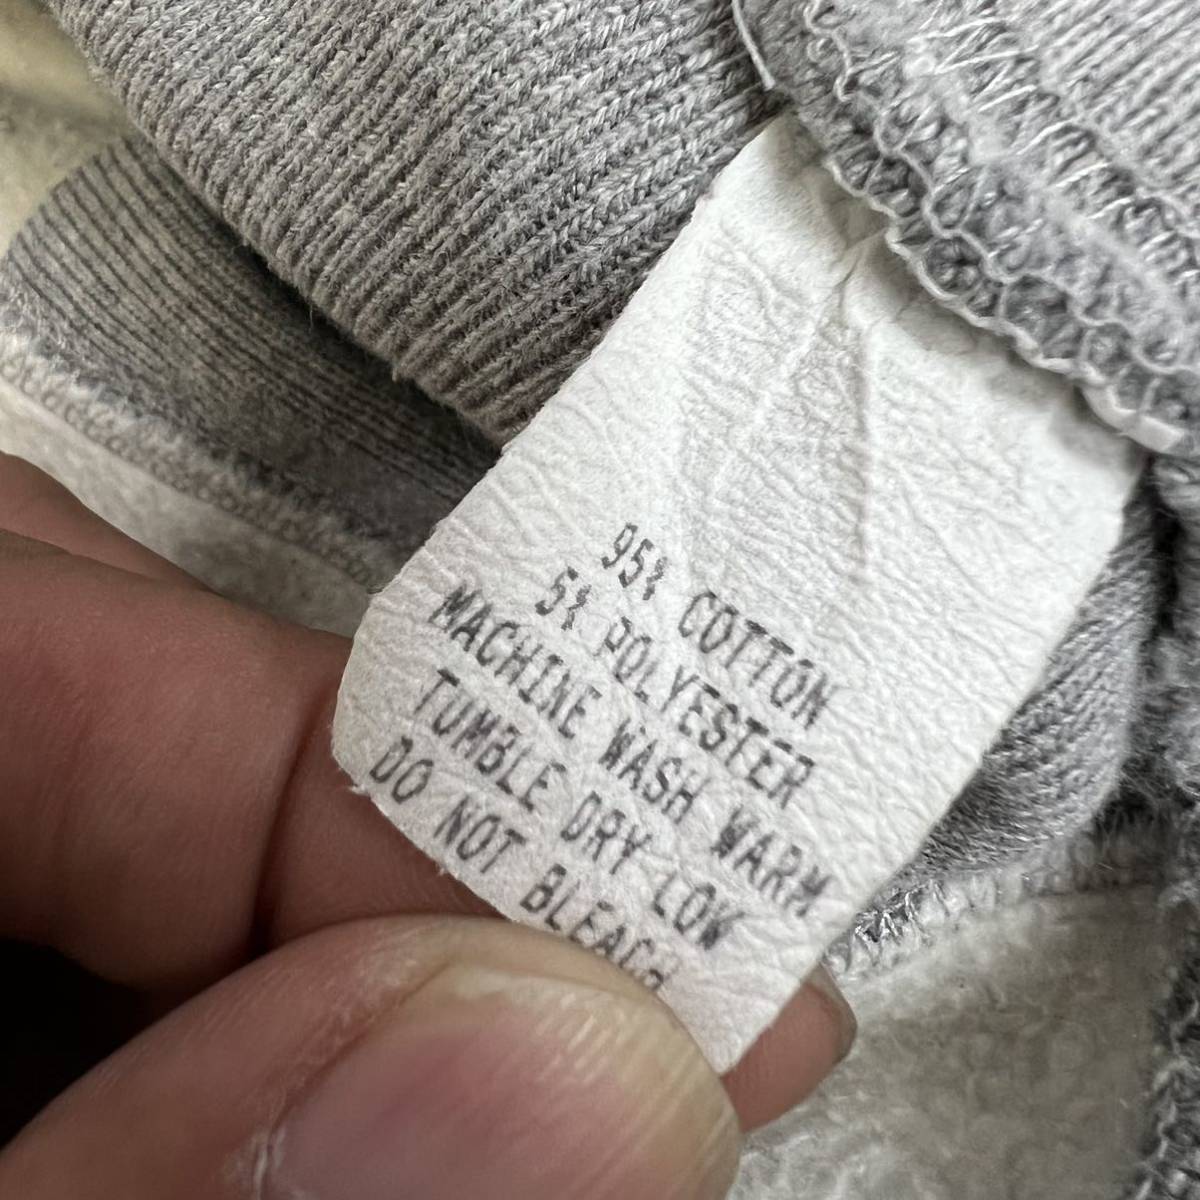 95% COTTON
5% POLYESTER
MACHINE WASH WARM
TUMBLE DRY LOW
DO NOT BLEACH